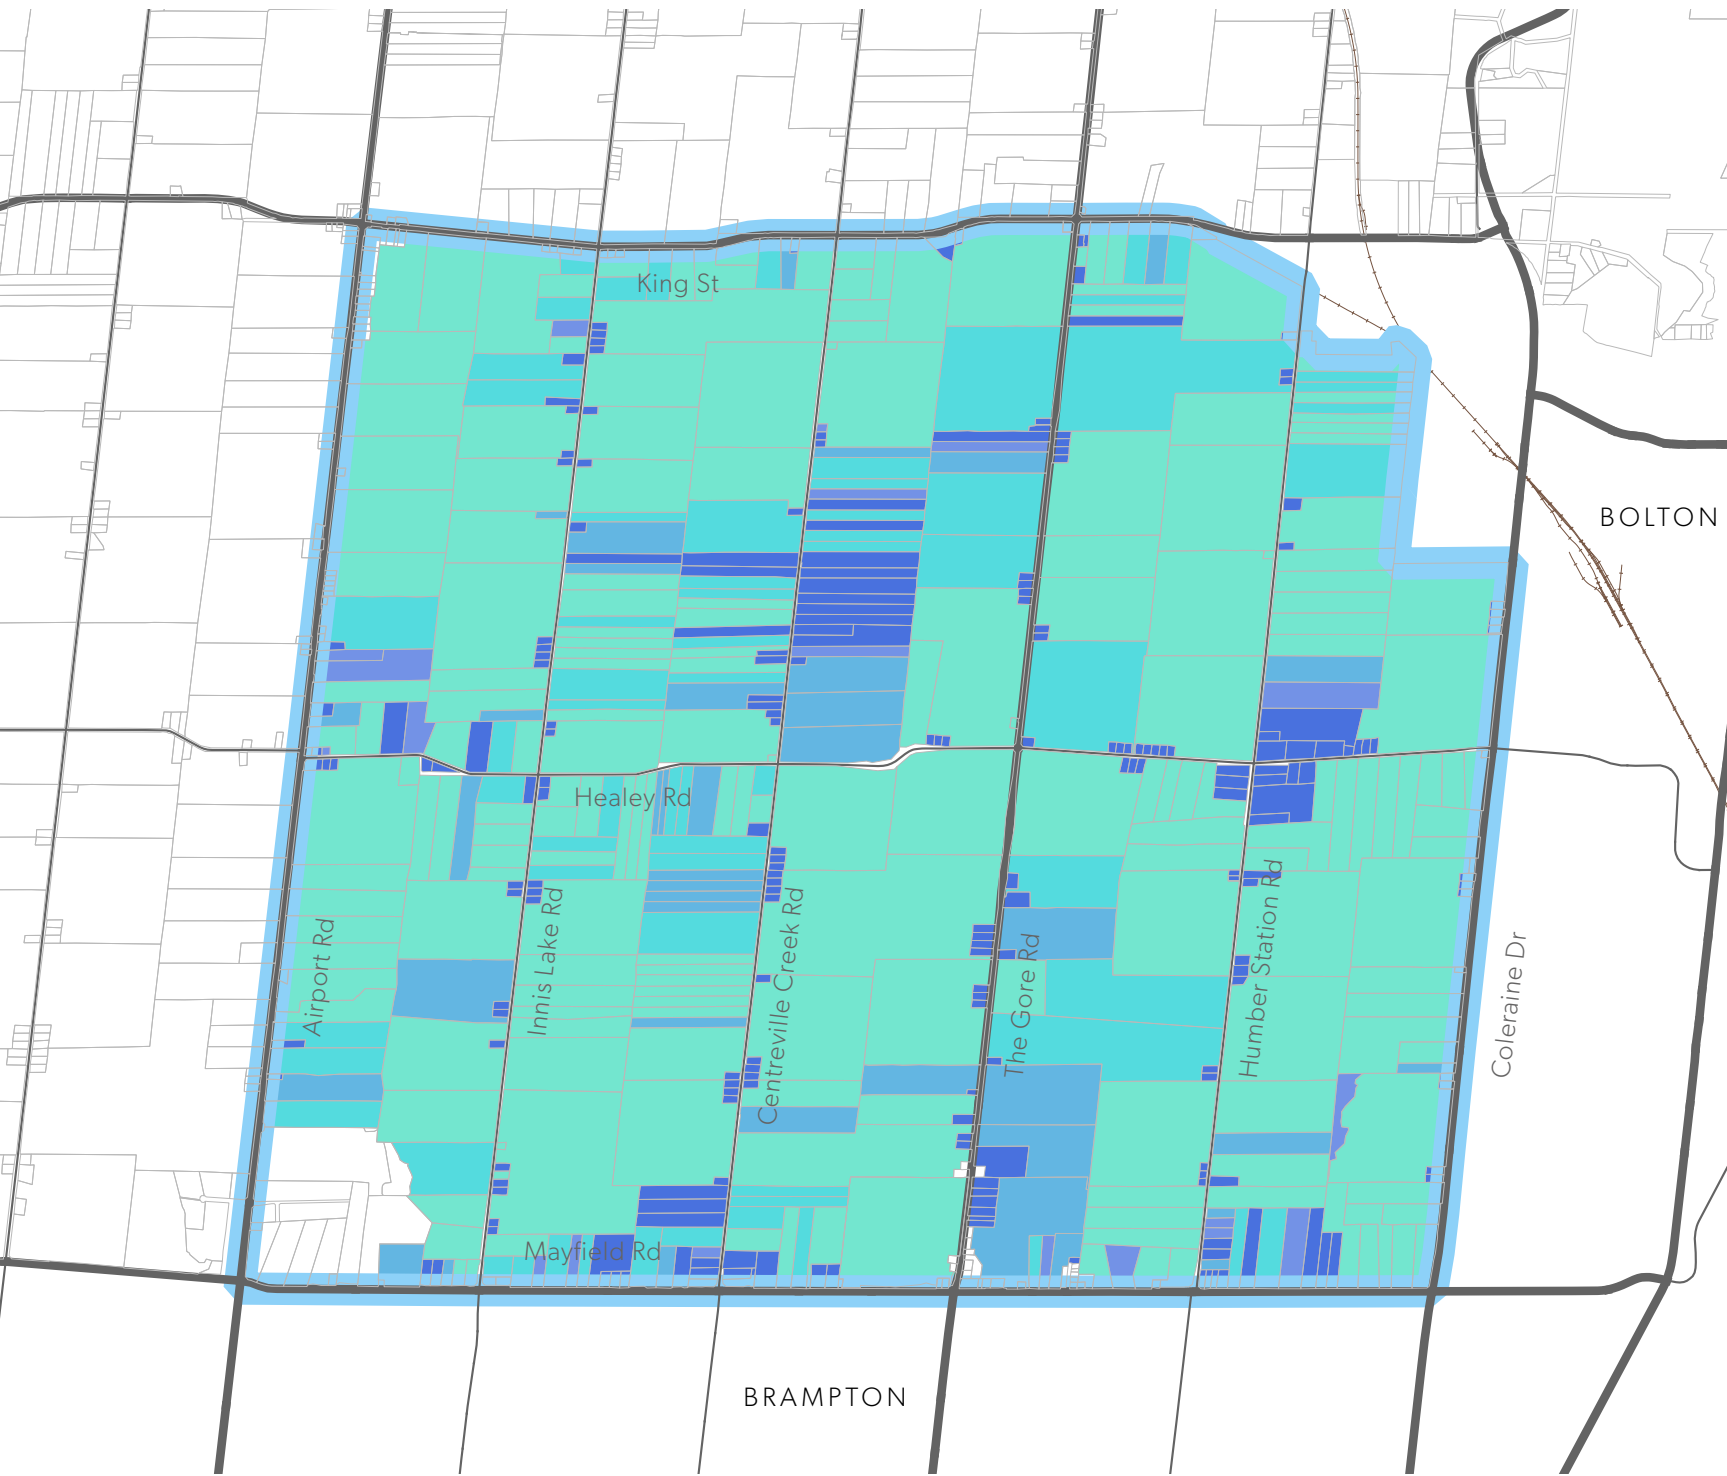 King St
BOLTON
Healey Rd
Airport Rd
Innis Lake Rd
Centreville Creek Rd
The Gore Rd
Humber Station Rd
Coleraine Dr
Mayfield Rd
BRAMPTON